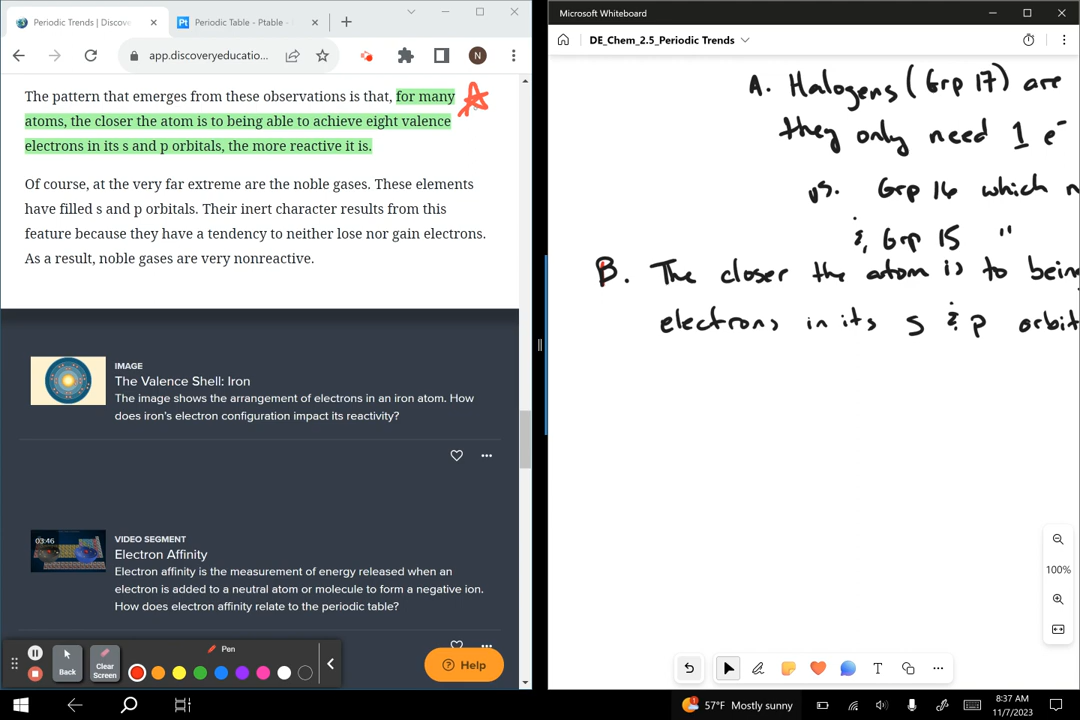 Periodic Trends | Discove
Periodic Table - Ptable -
app.discoveryeducatio...
N
The pattern that emerges from these observations is that, for many
atoms, the closer the atom is to being able to achieve eight valence
electrons in its s and p orbitals, the more reactive it is.
Of course, at the very far extreme are the noble gases. These elements
have filled s and p orbitals. Their inert character results from this
feature because they have a tendency to neither lose nor gain electrons.
As a result, noble gases are very nonreactive.
IMAGE
The Valence Shell: Iron
The image shows the arrangement of electrons in an iron atom. How
does iron's electron configuration impact its reactivity?
03:46
VIDEO SEGMENT
Electron Affinity
Electron affinity is the measurement of energy released when an
electron is added to a neutral atom or molecule to form a negative ion.
How does electron affinity relate to the periodic table?
Pen
Back
Clear
Screen
Help
Microsoft Whiteboard
DE_Chem_2.5_Periodic Trends
A. Halogens (Grp 17) are
they only need 1 e⁻
vs. Grp 16 which n
&, Grp 15 "
B. The closer the atom is to being
electrons in its s & p orbit
100%
57°F Mostly sunny
8:37 AM
11/7/2023